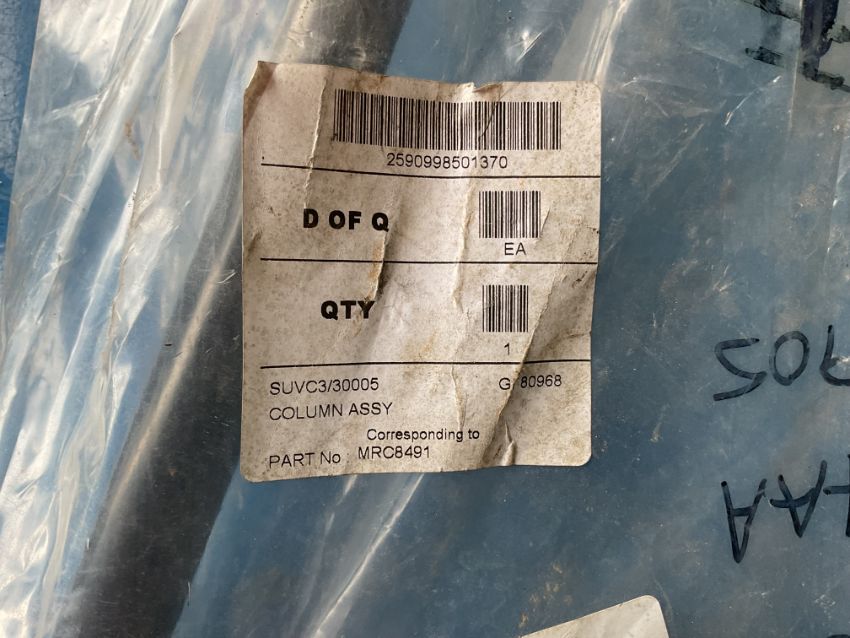 2590998501370
D OF Q
EA
QTY
1
SUVC3/30005
80968
COLUMN ASSY
Corresponding to
PART No MRC8491